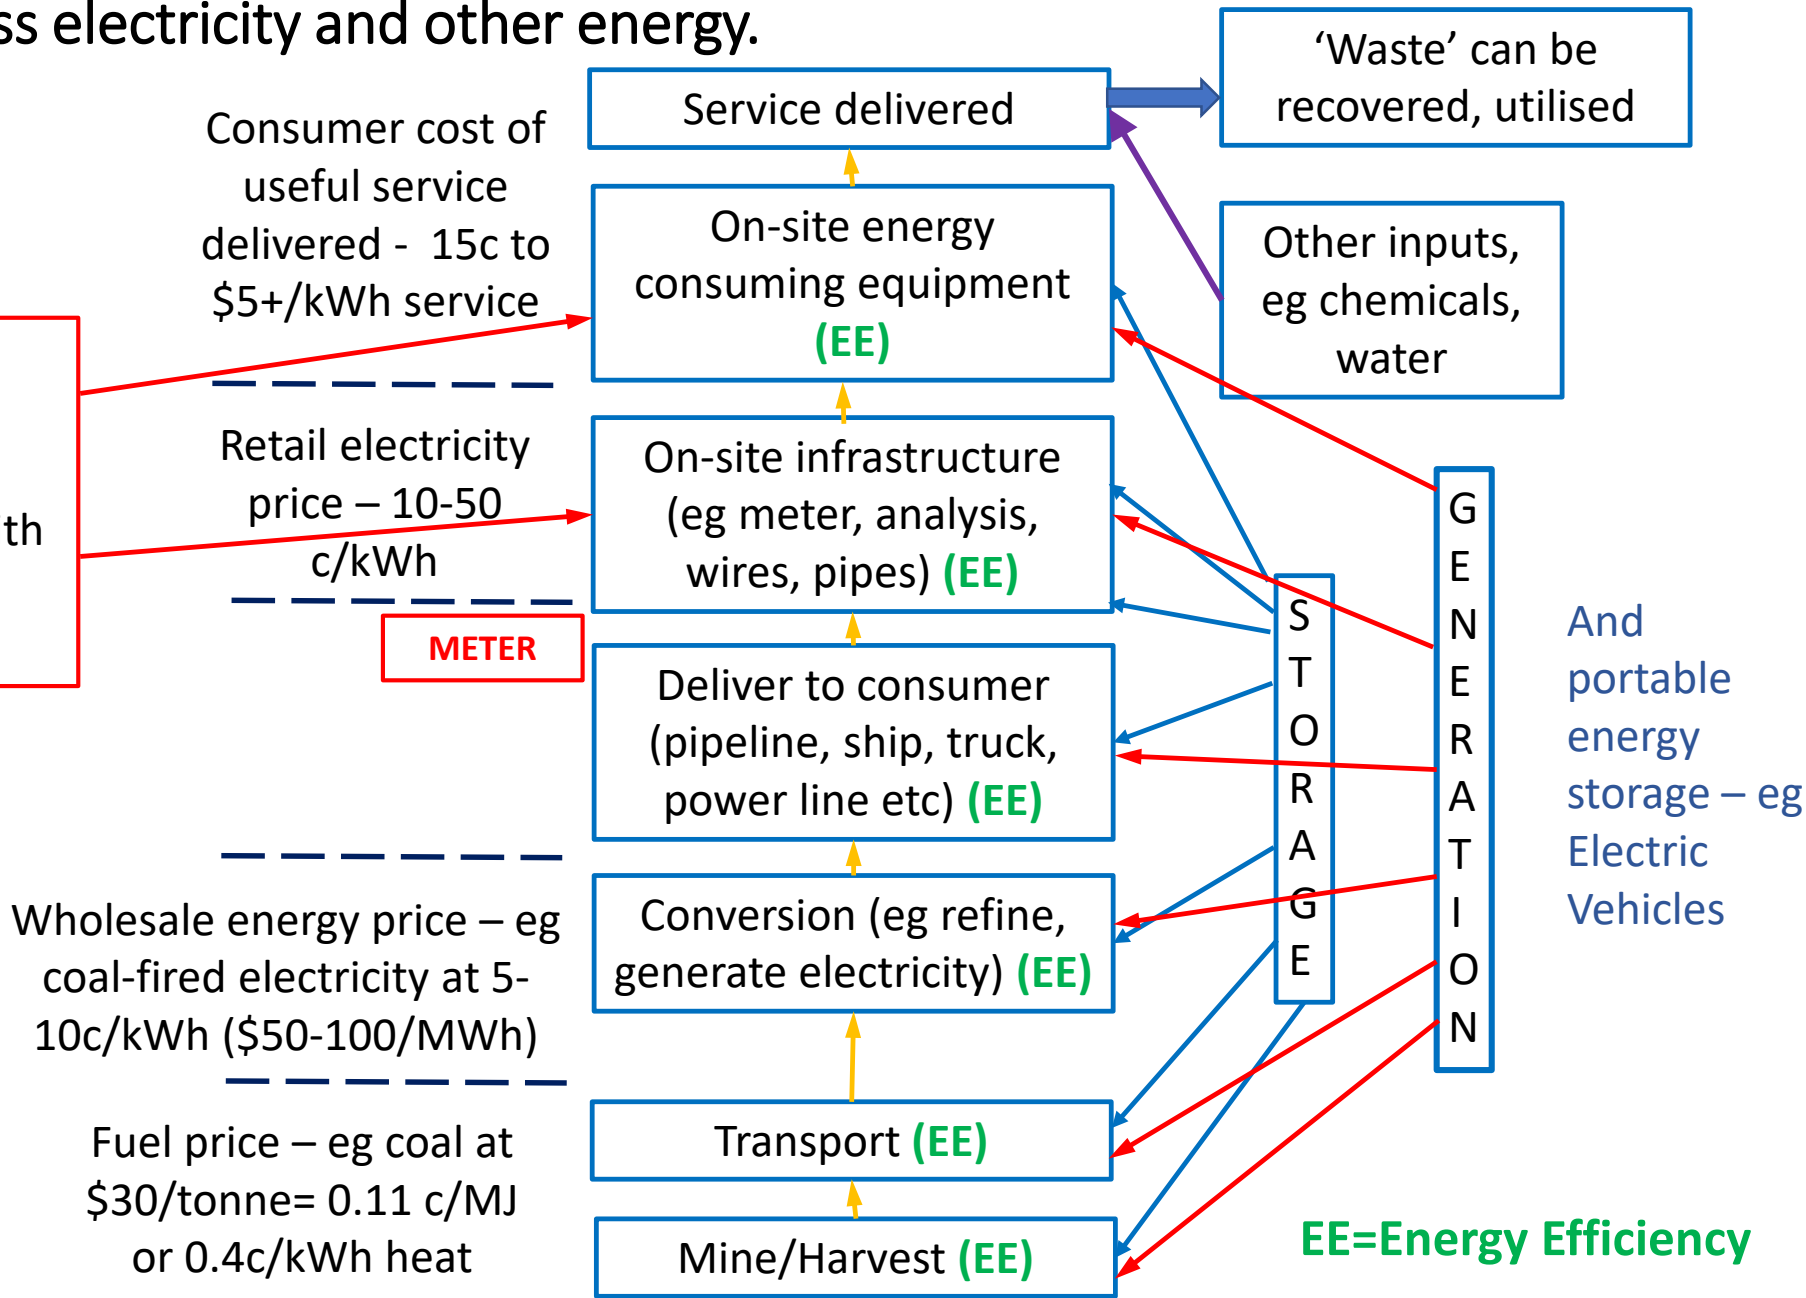 ss electricity and other energy.
Service delivered
‘Waste’ can be
recovered, utilised
Consumer cost of
useful service
delivered - 15c to
$5+/kWh service
On-site energy
consuming equipment
(EE)
Other inputs,
eg chemicals,
water
Retail electricity
price – 10-50
c/kWh
th
On-site infrastructure
(eg meter, analysis,
wires, pipes) (EE)
METER
Deliver to consumer
(pipeline, ship, truck,
power line etc) (EE)
S
T
O
R
A
G
E
G
E
N
E
R
A
T
I
O
N
And
portable
energy
storage – eg
Electric
Vehicles
Wholesale energy price – eg
coal-fired electricity at 5-
10c/kWh ($50-100/MWh)
Conversion (eg refine,
generate electricity) (EE)
Fuel price – eg coal at
$30/tonne= 0.11 c/MJ
or 0.4c/kWh heat
Transport (EE)
Mine/Harvest (EE)
EE=Energy Efficiency